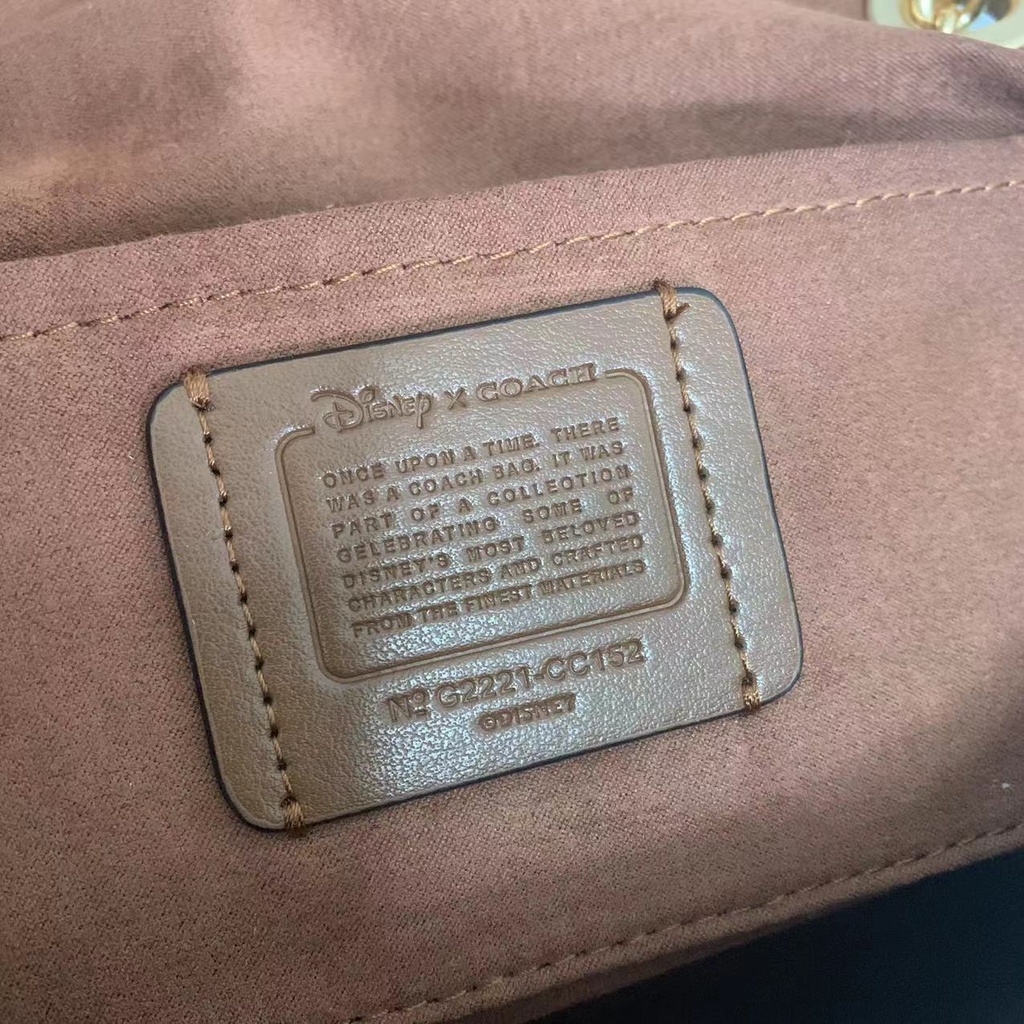 Disney X COACH
ONCE UPON A TIME. THERE
WAS A COACH BAG. IT WAS
PART OF A COLLECTION
CELEBRATING SOME OF
DISNEY'S MOST BELOVED
CHARACTERS AND CRAFTED
FROM THE FINEST MATERIALS
Nº G2221-CC152
©DISNEY